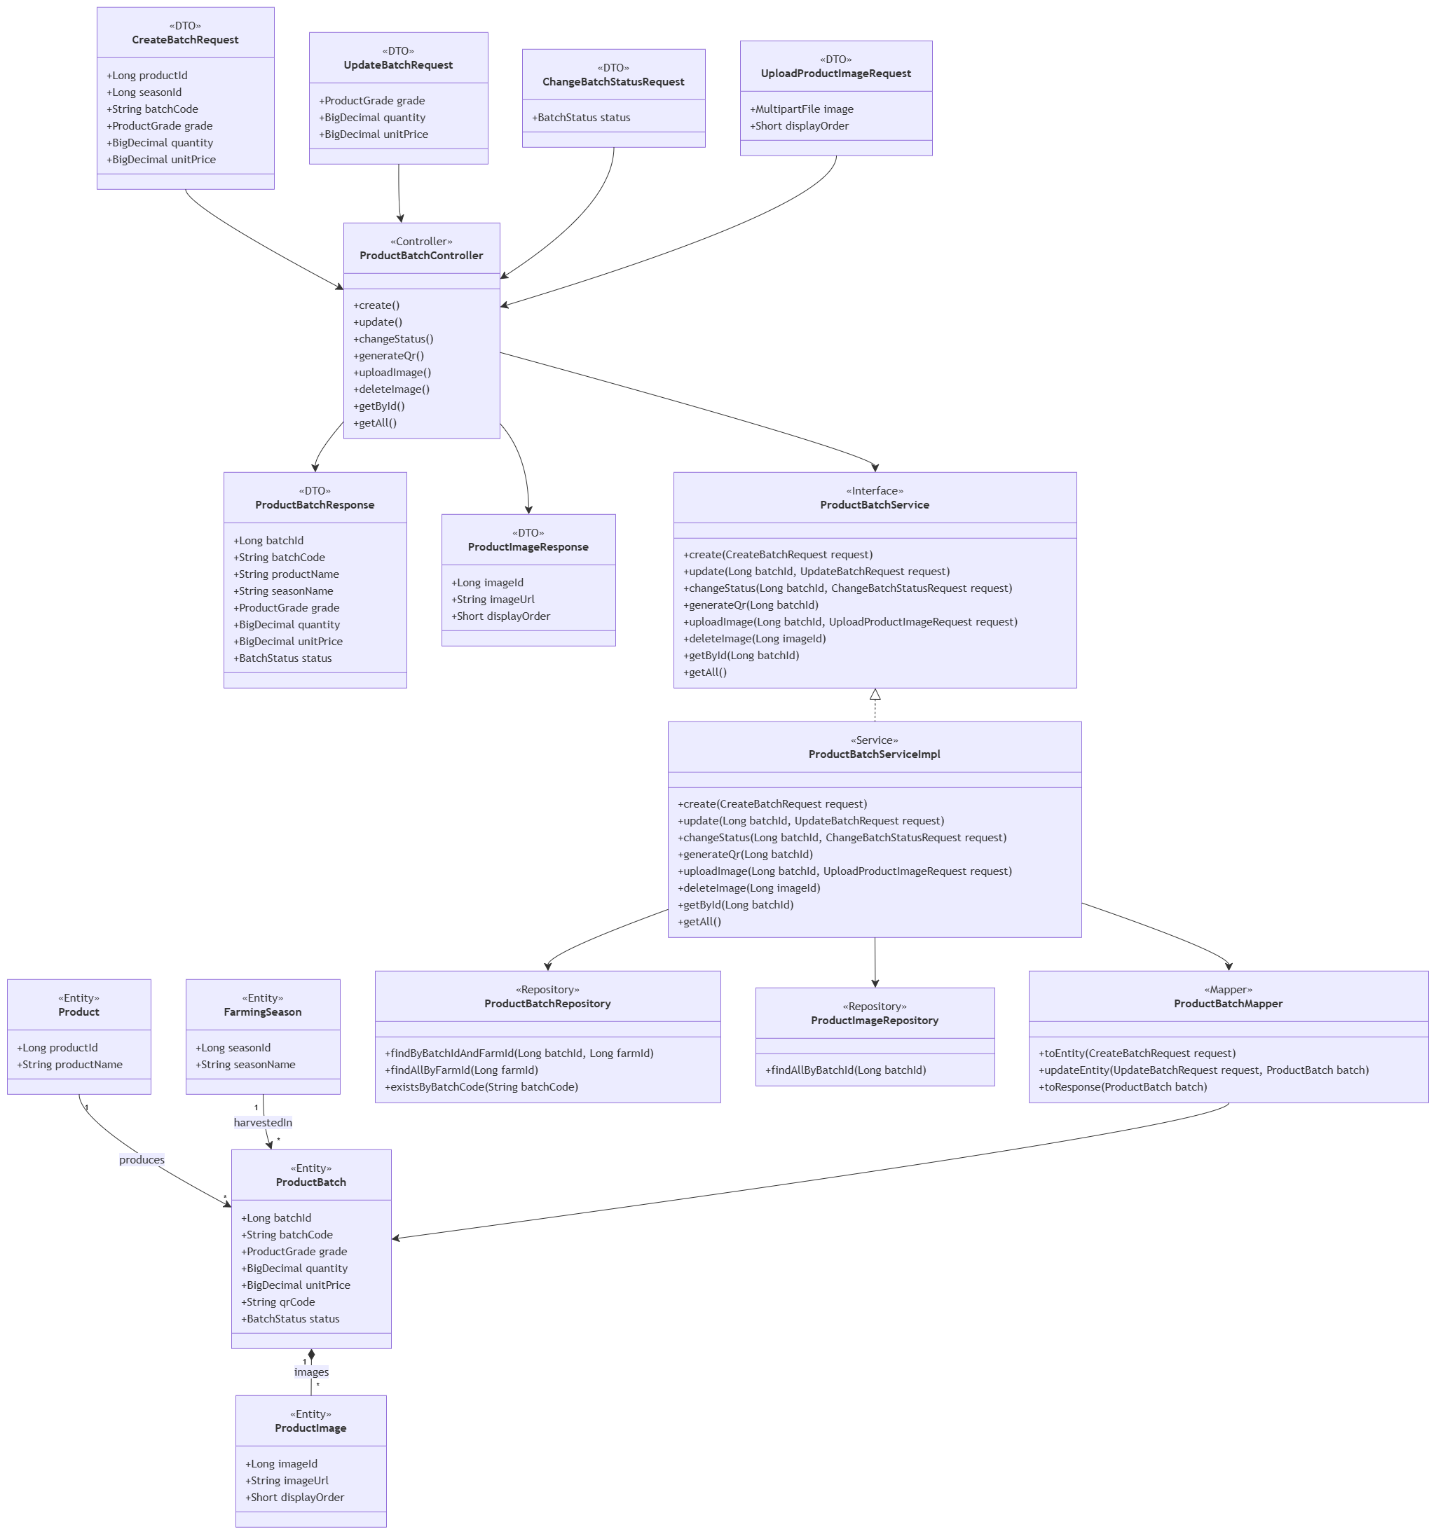 «DTO»
CreateBatchRequest
+Long productId
+Long seasonId
+String batchCode
+ProductGrade grade
+BigDecimal quantity
+BigDecimal unitPrice
«DTO»
UpdateBatchRequest
+ProductGrade grade
+BigDecimal quantity
+BigDecimal unitPrice
«DTO»
ChangeBatchStatusRequest
+BatchStatus status
«DTO»
UploadProductImageRequest
+MultipartFile image
+Short displayOrder
«Controller»
ProductBatchController
+create()
+update()
+changeStatus()
+generateQr()
+uploadImage()
+deleteImage()
+getById()
+getAll()
«DTO»
ProductBatchResponse
+Long batchId
+String batchCode
+String productName
+String seasonName
+ProductGrade grade
+BigDecimal quantity
+BigDecimal unitPrice
+BatchStatus status
«DTO»
ProductImageResponse
+Long imageId
+String imageUrl
+Short displayOrder
«Interface»
ProductBatchService
+create(CreateBatchRequest request)
+update(Long batchId, UpdateBatchRequest request)
+changeStatus(Long batchId, ChangeBatchStatusRequest request)
+generateQr(Long batchId)
+uploadImage(Long batchId, UploadProductImageRequest request)
+deleteImage(Long imageId)
+getById(Long batchId)
+getAll()
«Service»
ProductBatchServiceImpl
+create(CreateBatchRequest request)
+update(Long batchId, UpdateBatchRequest request)
+changeStatus(Long batchId, ChangeBatchStatusRequest request)
+generateQr(Long batchId)
+uploadImage(Long batchId, UploadProductImageRequest request)
+deleteImage(Long imageId)
+getById(Long batchId)
+getAll()
«Entity»
Product
+Long productId
+String productName
«Entity»
FarmingSeason
+Long seasonId
+String seasonName
«Repository»
ProductBatchRepository
+findByBatchIdAndFarmId(Long batchId, Long farmId)
+findAllByFarmId(Long farmId)
+existsByBatchCode(String batchCode)
«Repository»
ProductImageRepository
+findAllByBatchId(Long batchId)
«Mapper»
ProductBatchMapper
+toEntity(CreateBatchRequest request)
+updateEntity(UpdateBatchRequest request, ProductBatch batch)
+toResponse(ProductBatch batch)
1
produces
*
1
harvestedIn
*
«Entity»
ProductBatch
+Long batchId
+String batchCode
+ProductGrade grade
+BigDecimal quantity
+BigDecimal unitPrice
+String qrCode
+BatchStatus status
1
images
*
«Entity»
ProductImage
+Long imageId
+String imageUrl
+Short displayOrder